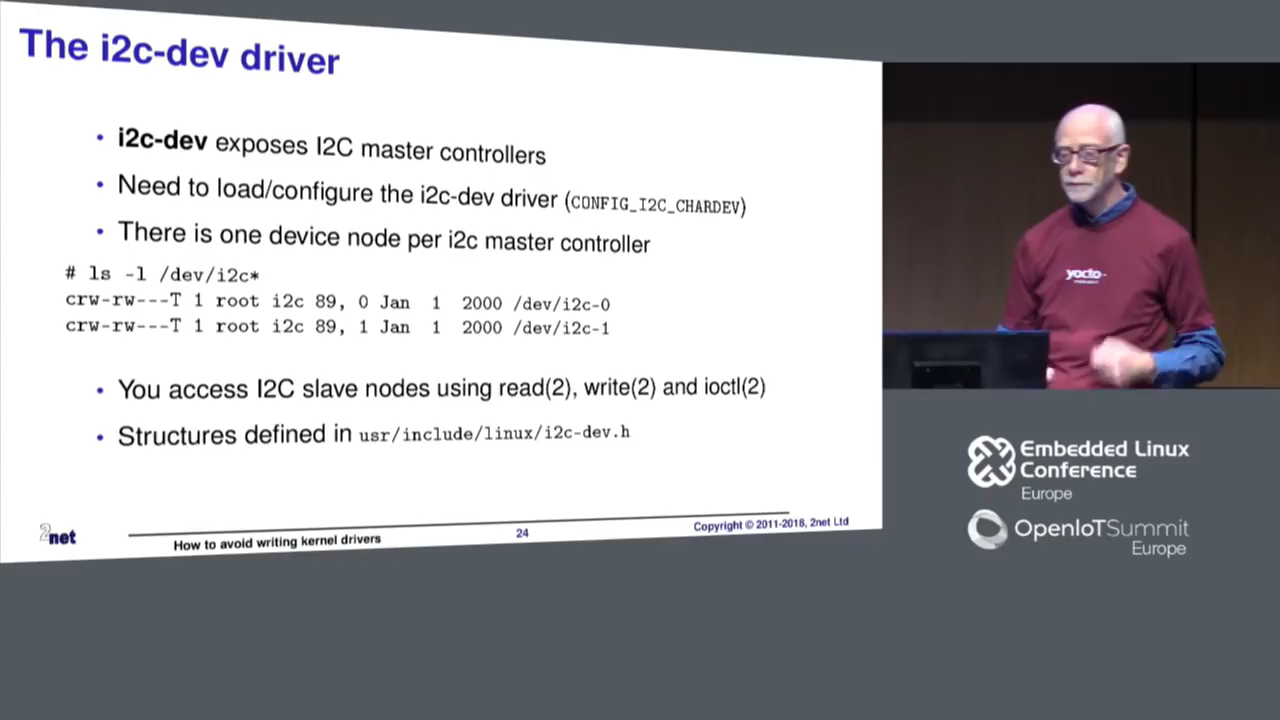 The i2c-dev driver
• i2c-dev exposes I2C master controllers
• Need to load/configure the i2c-dev driver (CONFIG_I2C_CHARDEV)
• There is one device node per i2c master controller
# ls -l /dev/i2c*
crw-rw---T 1 root i2c 89, 0 Jan 1 2000 /dev/i2c-0
crw-rw---T 1 root i2c 89, 1 Jan 1 2000 /dev/i2c-1
• You access I2C slave nodes using read(2), write(2) and ioctl(2)
• Structures defined in usr/include/linux/i2c-dev.h
2net
How to avoid writing kernel drivers
24
Copyright © 2011-2018, 2net Ltd
yocto
Embedded Linux
Conference
Europe
OpenIoTSummit
Europe